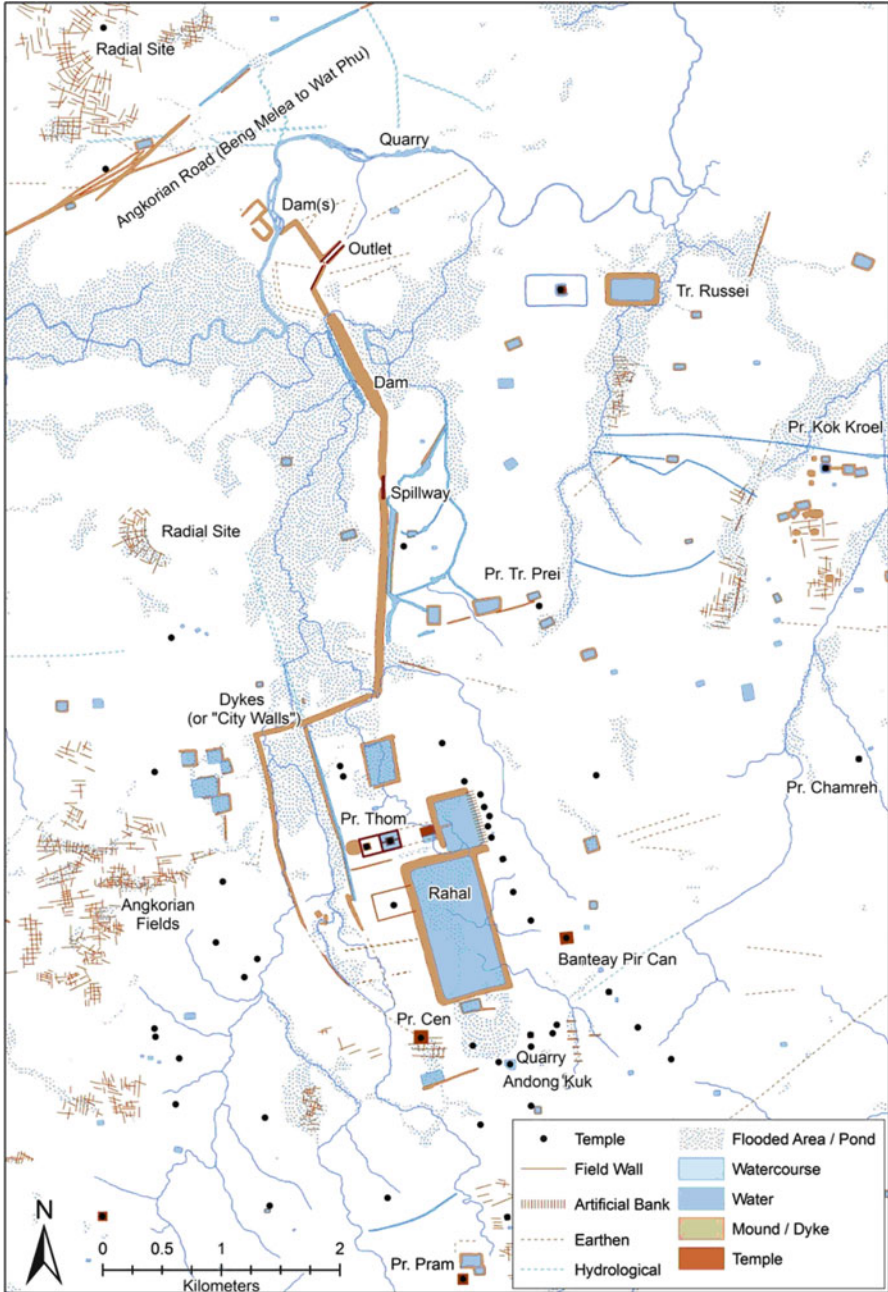 Radial Site
Angkorian Road (Beng Melea to Wat Phu)
Quarry
Dam(s)
Outlet
Tr. Russei
Dam
Pr. Kok Kroel
Spillway
Radial Site
Pr. Tr. Prei
Dykes
(or "City Walls")
Pr. Chamreh
Pr. Thom
Rahal
Angkorian
Fields
Banteay Pir Can
Pr. Cen
Quarry
Andong Kuk
Pr. Pram
N
0 0.5 1 2
Kilometers
Temple
Field Wall
Artificial Bank
Earthen
Hydrological
Flooded Area / Pond
Watercourse
Water
Mound / Dyke
Temple